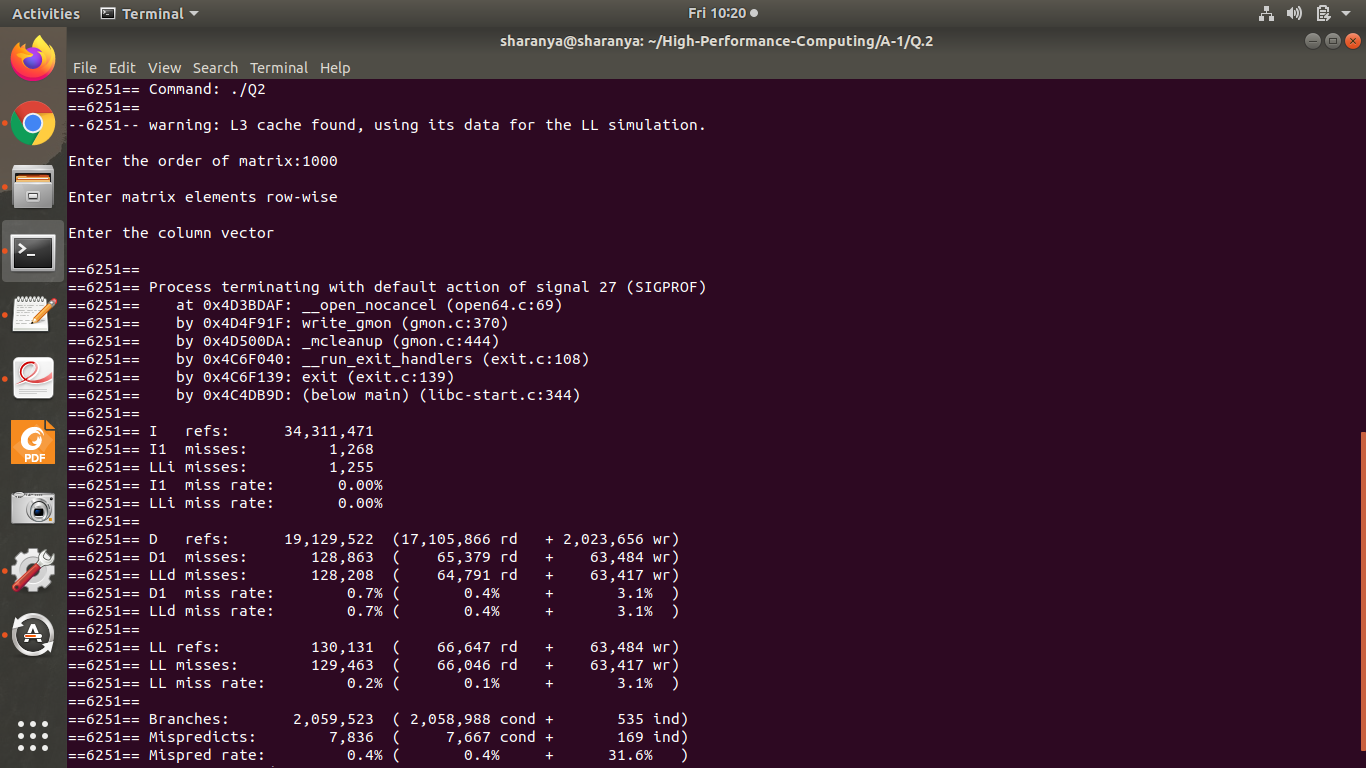 Activities Terminal Fri 10:20
sharanya@sharanya: ~/High-Performance-Computing/A-1/Q.2
File Edit View Search Terminal Help
==6251== Command: ./Q2
==6251==
--6251-- warning: L3 cache found, using its data for the LL simulation.
Enter the order of matrix:1000
Enter matrix elements row-wise
Enter the column vector
==6251==
==6251== Process terminating with default action of signal 27 (SIGPROF)
==6251==    at 0x4D3BDAF: __open_nocancel (open64.c:69)
==6251==    by 0x4D4F91F: write_gmon (gmon.c:370)
==6251==    by 0x4D500DA: _mcleanup (gmon.c:444)
==6251==    by 0x4C6F040: __run_exit_handlers (exit.c:108)
==6251==    by 0x4C6F139: exit (exit.c:139)
==6251==    by 0x4C4DB9D: (below main) (libc-start.c:344)
==6251==
==6251== I   refs:      34,311,471
==6251== I1  misses:         1,268
==6251== LLi misses:         1,255
==6251== I1  miss rate:       0.00%
==6251== LLi miss rate:       0.00%
==6251==
==6251== D   refs:      19,129,522  (17,105,866 rd   + 2,023,656 wr)
==6251== D1  misses:       128,863  (    65,379 rd   +    63,484 wr)
==6251== LLd misses:       128,208  (    64,791 rd   +    63,417 wr)
==6251== D1  miss rate:        0.7% (       0.4%     +       3.1%  )
==6251== LLd miss rate:        0.7% (       0.4%     +       3.1%  )
==6251==
==6251== LL refs:          130,131  (    66,647 rd   +    63,484 wr)
==6251== LL misses:        129,463  (    66,046 rd   +    63,417 wr)
==6251== LL miss rate:         0.2% (       0.1%     +       3.1%  )
==6251==
==6251== Branches:       2,059,523  ( 2,058,988 cond +       535 ind)
==6251== Mispredicts:        7,836  (     7,667 cond +       169 ind)
==6251== Mispred rate:         0.4% (       0.4%     +      31.6%   )
PDF